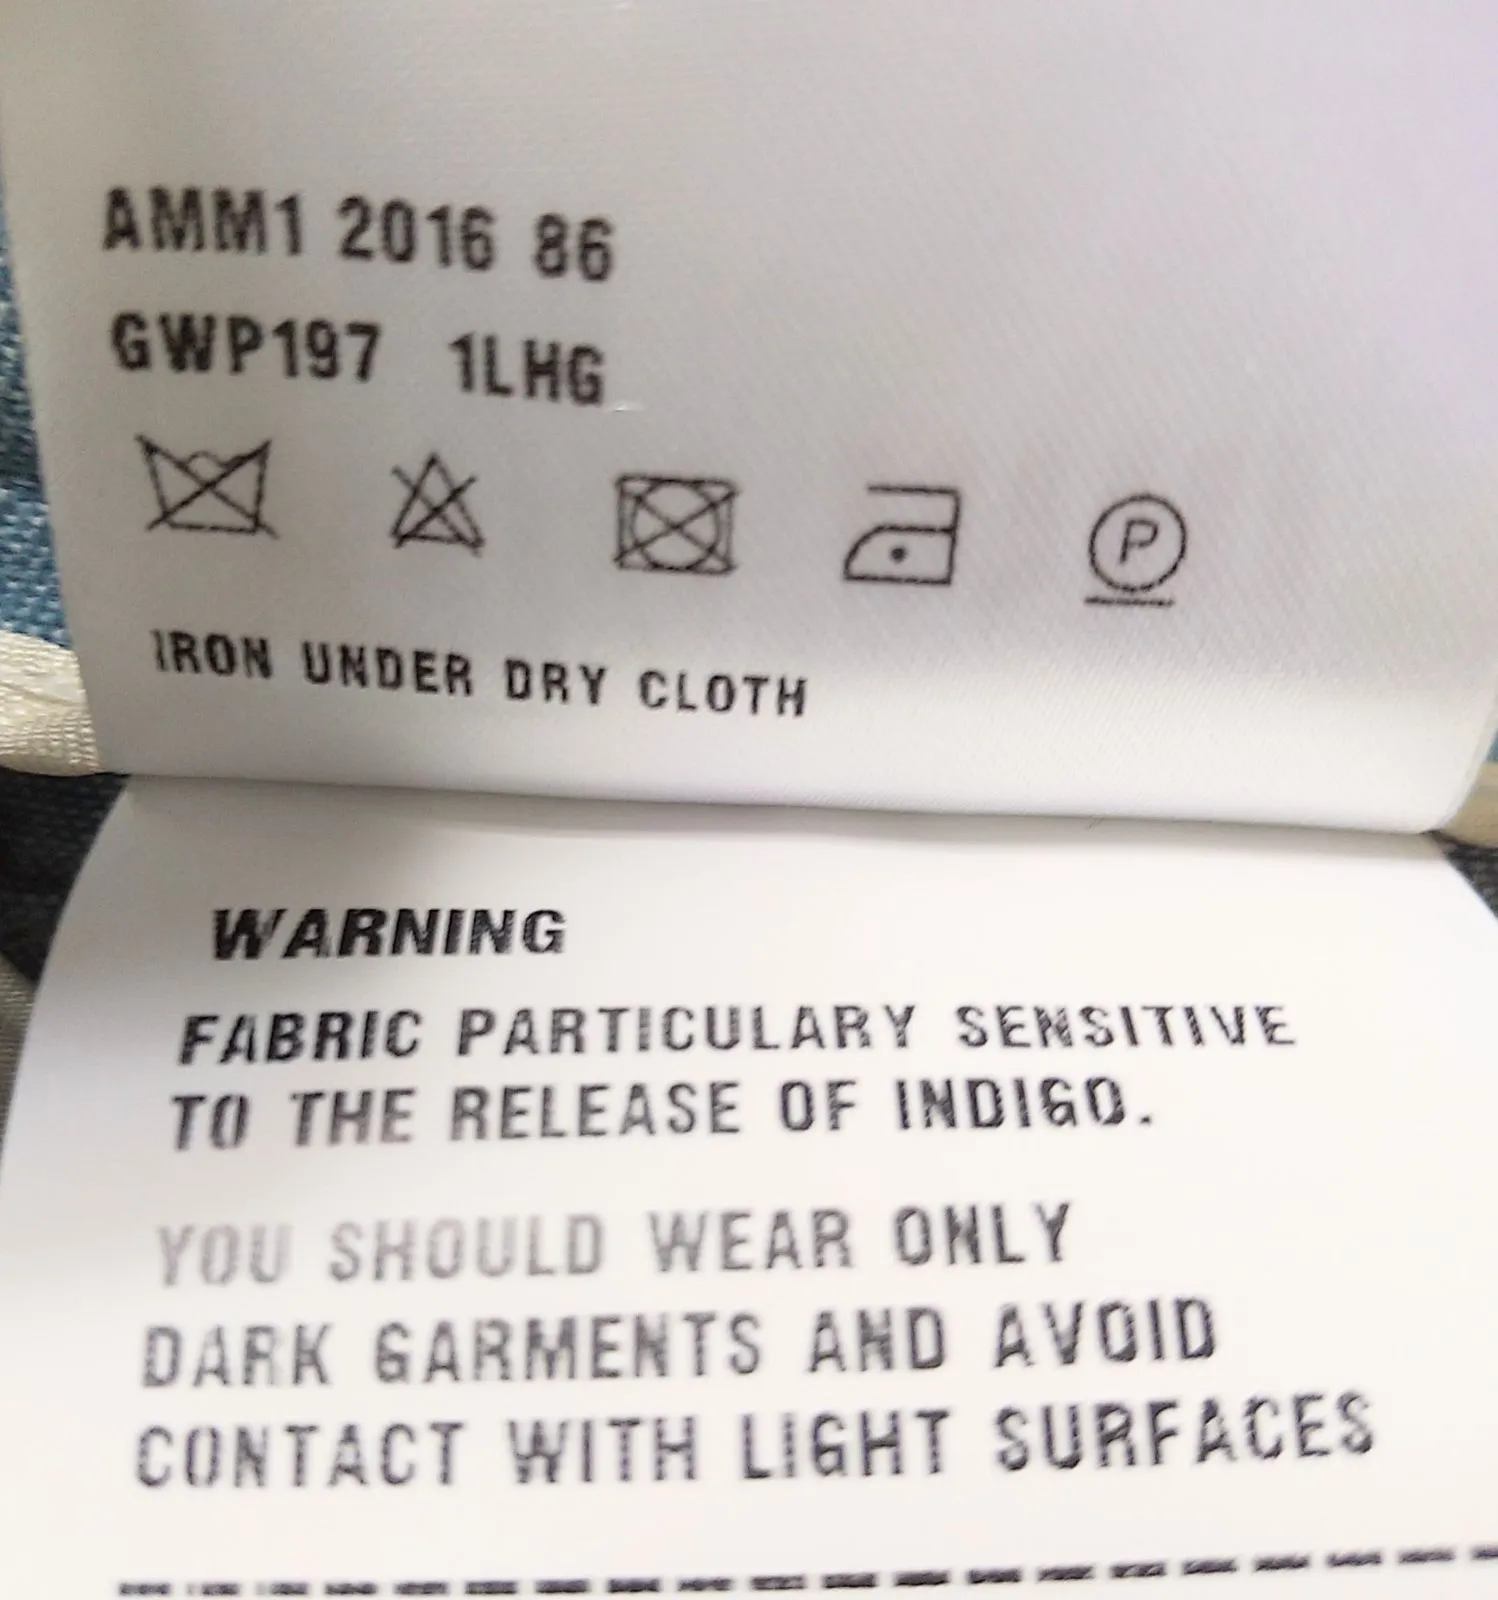 AMM1 2016 86
GWP197 1LHG
P
IRON UNDER DRY CLOTH
WARNING
FABRIC PARTICULARY SENSITIVE
TO THE RELEASE OF INDIGO.
YOU SHOULD WEAR ONLY
DARK GARMENTS AND AVOID
CONTACT WITH LIGHT SURFACES